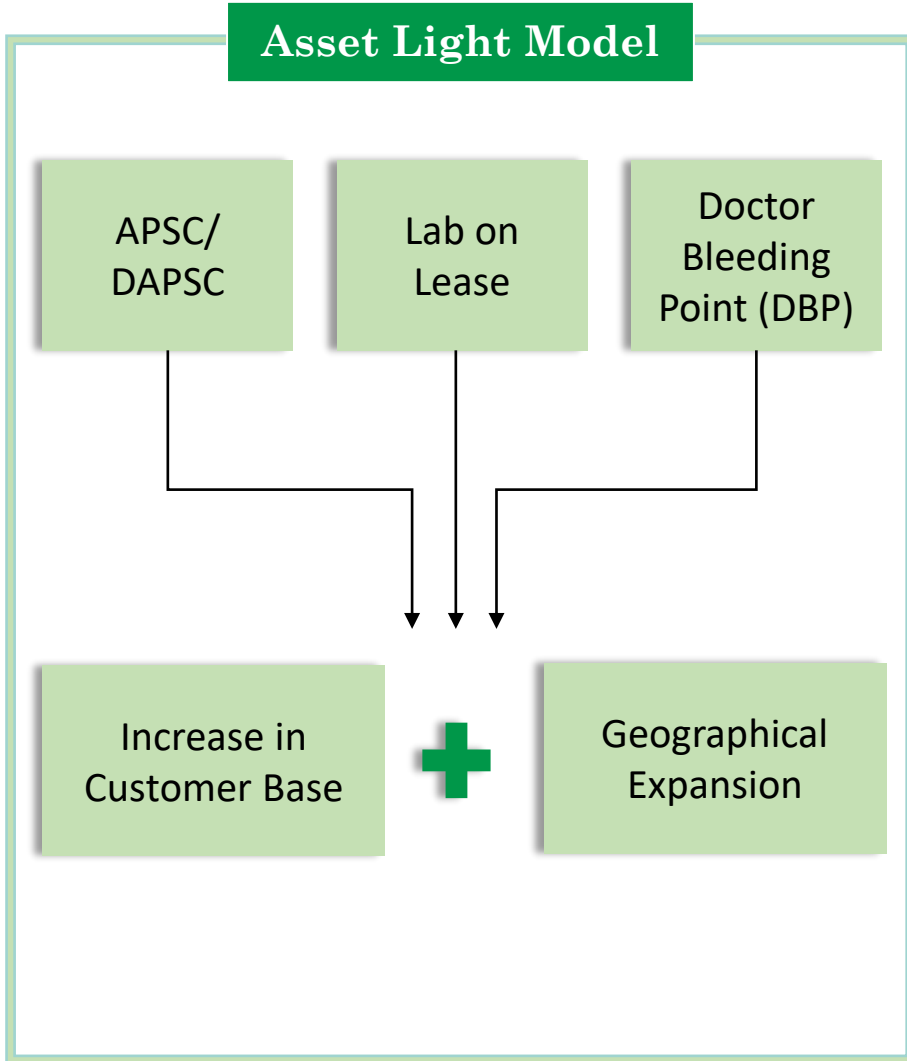 Asset Light Model
APSC/
DAPSC
Lab on
Lease
Doctor
Bleeding
Point (DBP)
Increase in
Customer Base
Geographical
Expansion